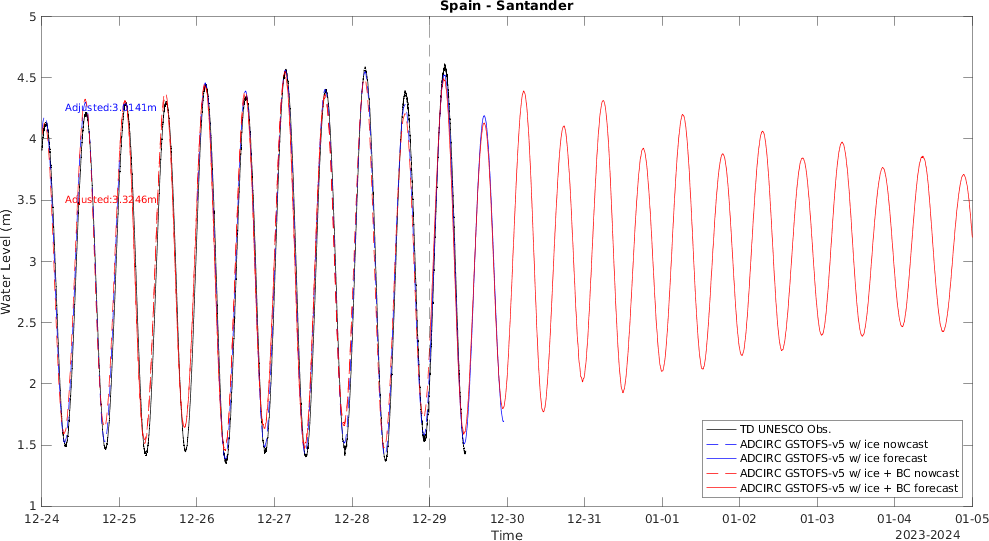 Spain - Santander
5
4.5
4
3.5
3
2.5
2
1.5
1
Water Level (m)
Adjusted:3.0141m
Adjusted:3.3246m
TD UNESCO Obs.
ADCIRC GSTOFS-v5 w/ ice nowcast
ADCIRC GSTOFS-v5 w/ ice forecast
ADCIRC GSTOFS-v5 w/ ice + BC nowcast
ADCIRC GSTOFS-v5 w/ ice + BC forecast
12-24 12-25 12-26 12-27 12-28 12-29 12-30 12-31 01-01 01-02 01-03 01-04 01-05
Time
2023-2024